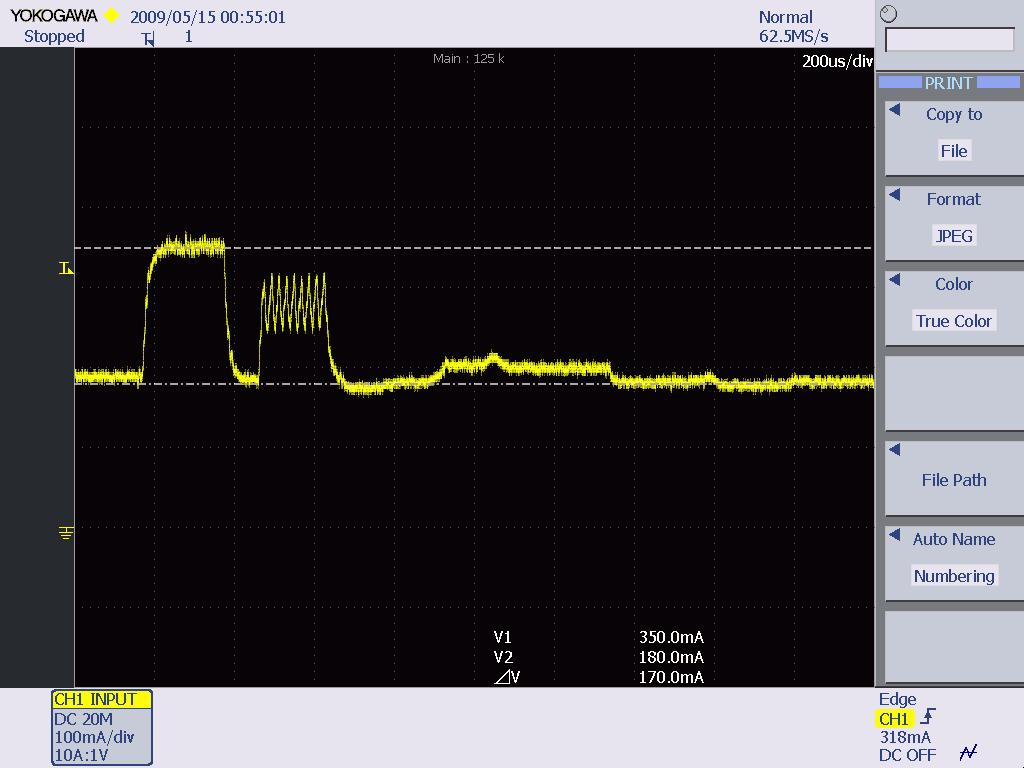 YOKOGAWA 2009/05/15 00:55:01
Stopped 1
Normal
62.5MS/s
Main : 125 k
200us/div
PRINT
Copy to
File
Format
JPEG
Color
True Color
File Path
Auto Name
Numbering
V1 350.0mA
V2 180.0mA
⊿V 170.0mA
CH1 INPUT
DC 20M
100mA/div
10A:1V
Edge
CH1
318mA
DC OFF